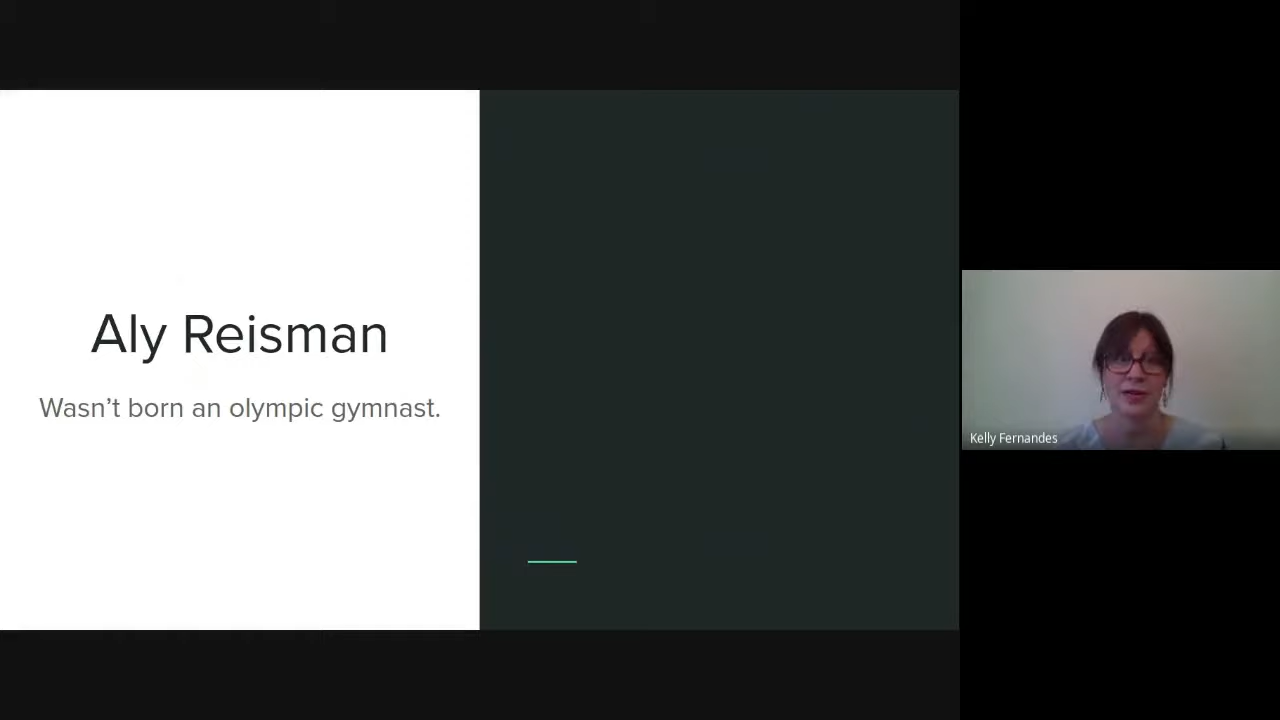 Aly Reisman
Wasn’t born an olympic gymnast.
Kelly Fernandes